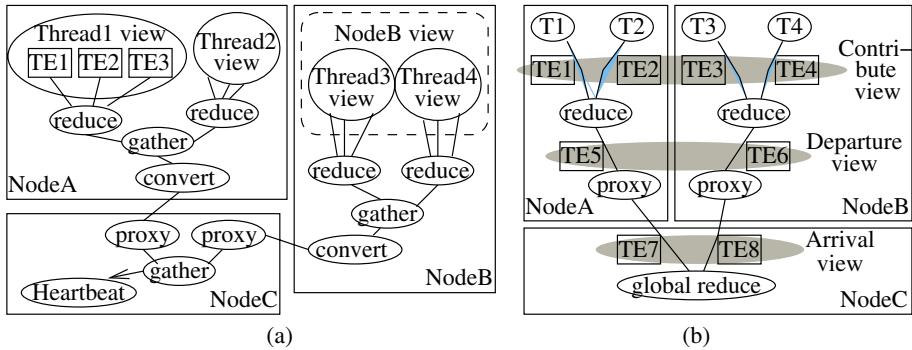 Thread1 view
TE1 TE2 TE3
Thread2
view
reduce
reduce
gather
convert
NodeA
NodeB view
Thread3
view
Thread4
view
reduce
reduce
gather
convert
NodeB
proxy
proxy
gather
Heartbeat
NodeC
(a)
T1
T2
T3
T4
TE1
TE2
TE3
TE4
Contri-
bute
view
reduce
reduce
TE5
TE6
Departure
view
proxy
proxy
NodeA
NodeB
TE7
TE8
Arrival
view
global reduce
NodeC
(b)